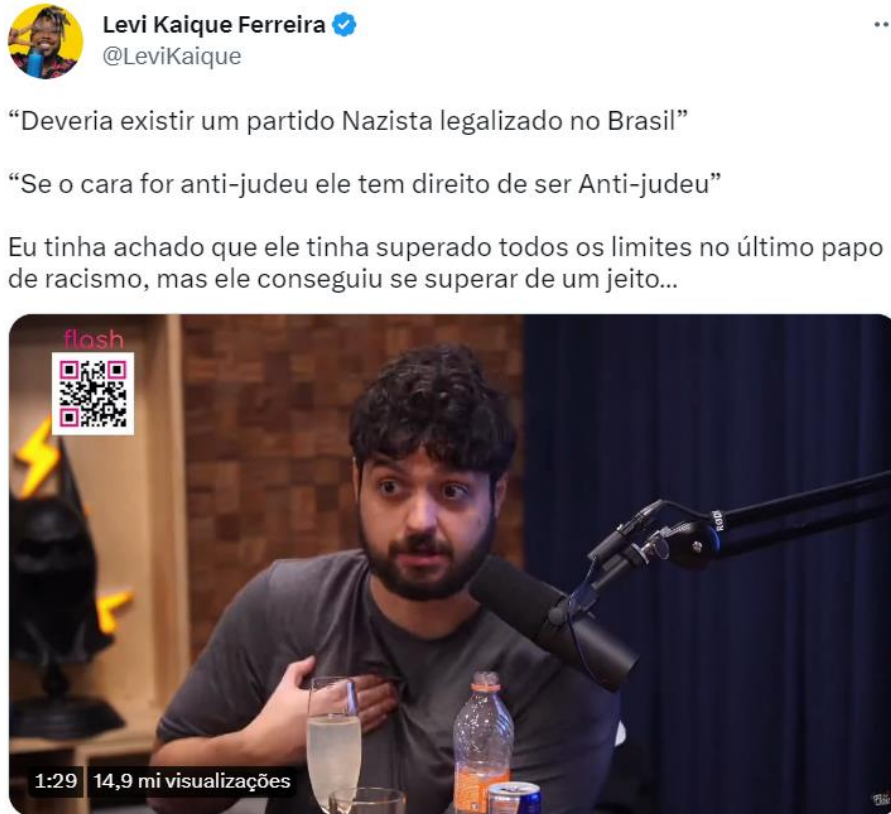 Levi Kaique Ferreira
@LeviKaique
“Deveria existir um partido Nazista legalizado no Brasil”
“Se o cara for anti-judeu ele tem direito de ser Anti-judeu”
Eu tinha achado que ele tinha superado todos os limites no último papo
de racismo, mas ele conseguiu se superar de um jeito...
flash
RØDE
1:29 14,9 mi visualizações